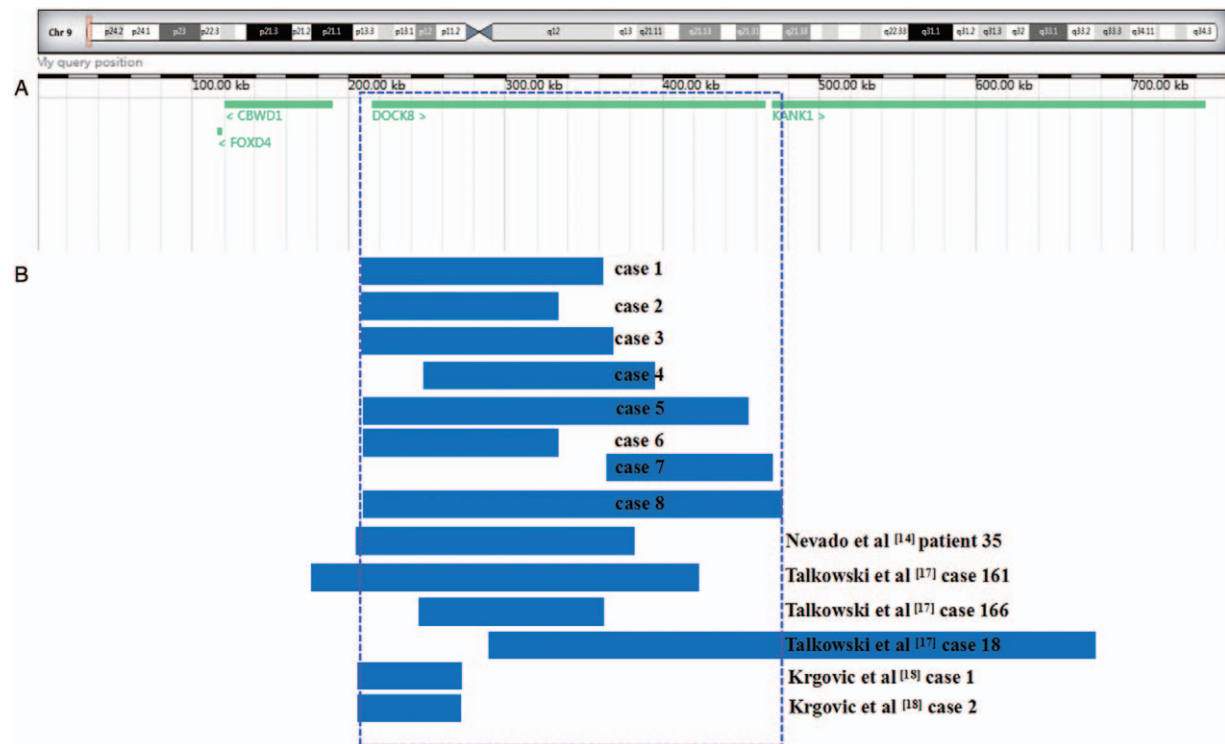 Chr 9 p24.2 p24.1 p23 p22.3 p21.3 p21.2 p21.1 p13.3 p13.1 p12 p11.2 q12 q13 q21.11 q21.13 q21.31 q21.33 q22.33 q31.1 q31.2 q31.3 q32 q33.1 q33.2 q33.3 q34.11 q34.3
My query position
A
100.00 kb 200.00 kb 300.00 kb 400.00 kb 500.00 kb 600.00 kb 700.00 kb
< CBWD1 DOCK8 > KANK1 >
< FOXD4
B
case 1
case 2
case 3
case 4
case 5
case 6
case 7
case 8
Nevado et al [14] patient 35
Talkowski et al [17] case 161
Talkowski et al [17] case 166
Talkowski et al [17] case 18
Krgovic et al [18] case 1
Krgovic et al [18] case 2